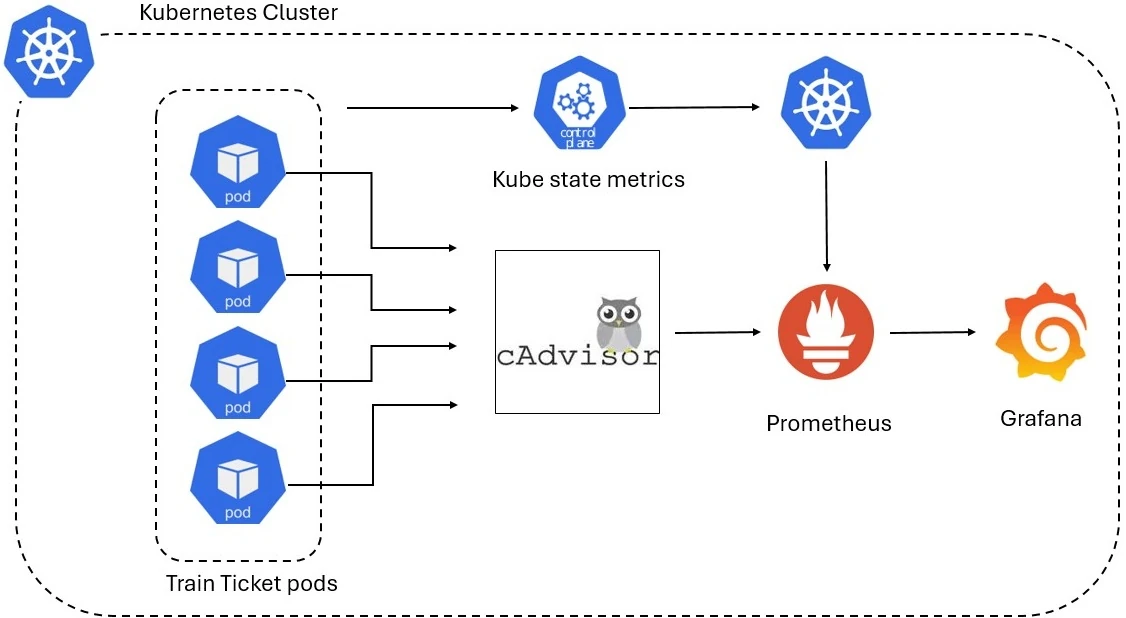 Kubernetes Cluster
control
plane
Kube state metrics
pod
pod
pod
pod
Train Ticket pods
cAdvisor
Prometheus
Grafana